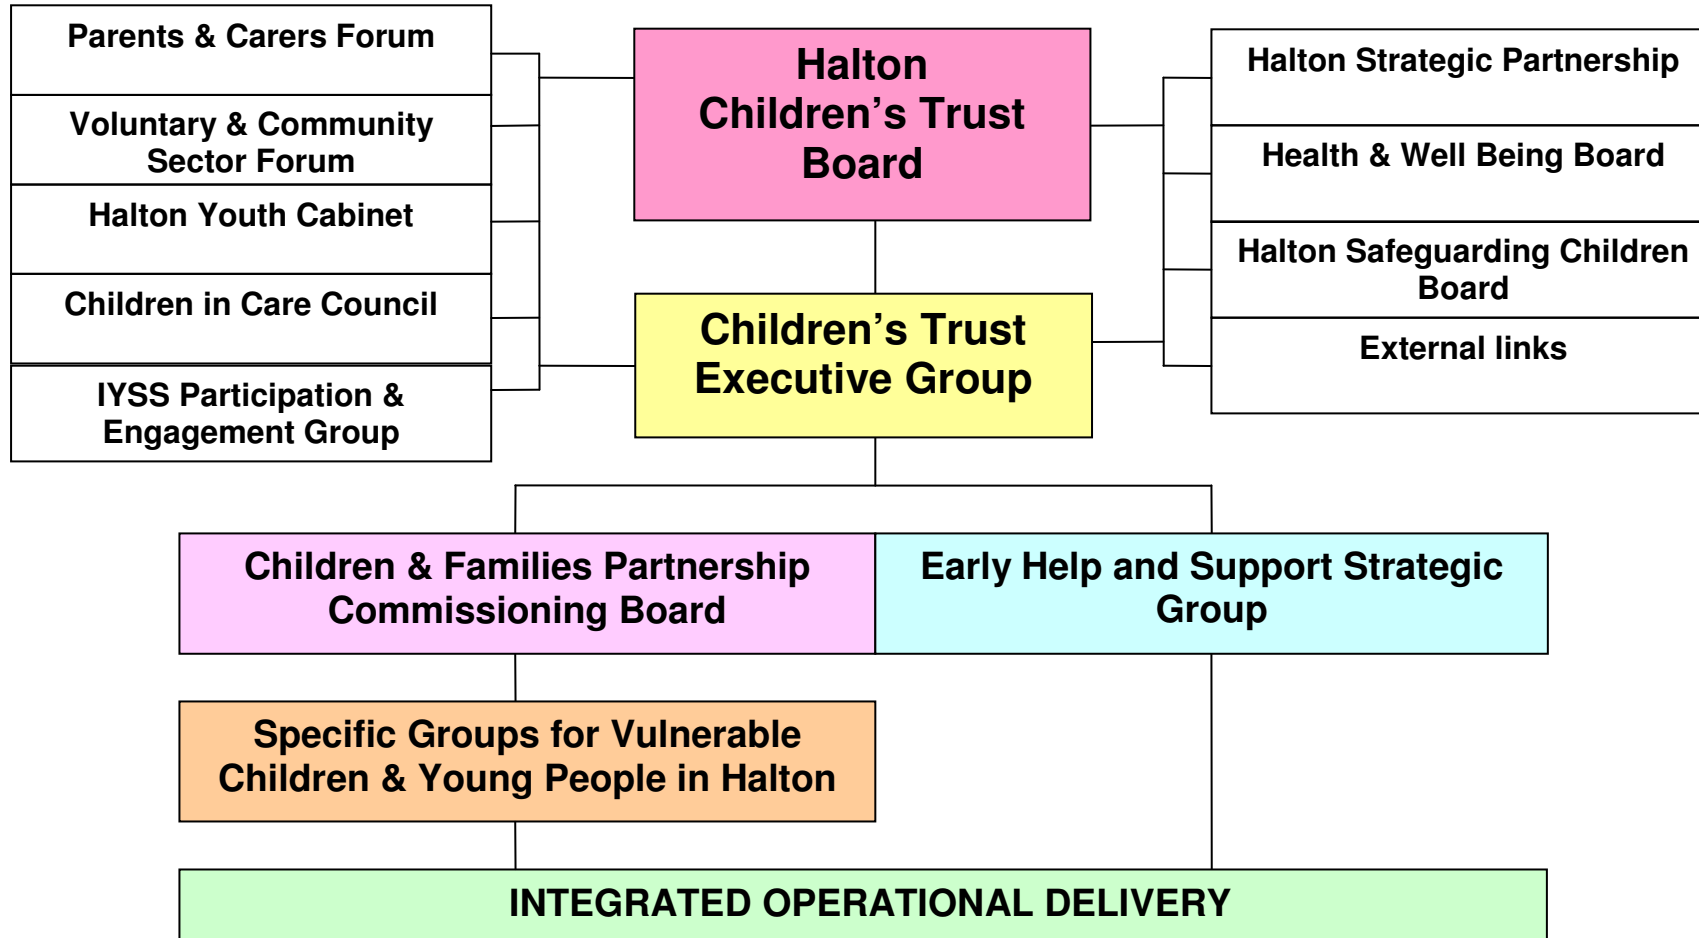 Parents & Carers Forum
Voluntary & Community
Sector Forum
Halton Youth Cabinet
Children in Care Council
IYSS Participation &
Engagement Group
Halton
Children’s Trust
Board
Children’s Trust
Executive Group
Halton Strategic Partnership
Health & Well Being Board
Halton Safeguarding Children
Board
External links
Children & Families Partnership
Commissioning Board
Early Help and Support Strategic
Group
Specific Groups for Vulnerable
Children & Young People in Halton
INTEGRATED OPERATIONAL DELIVERY